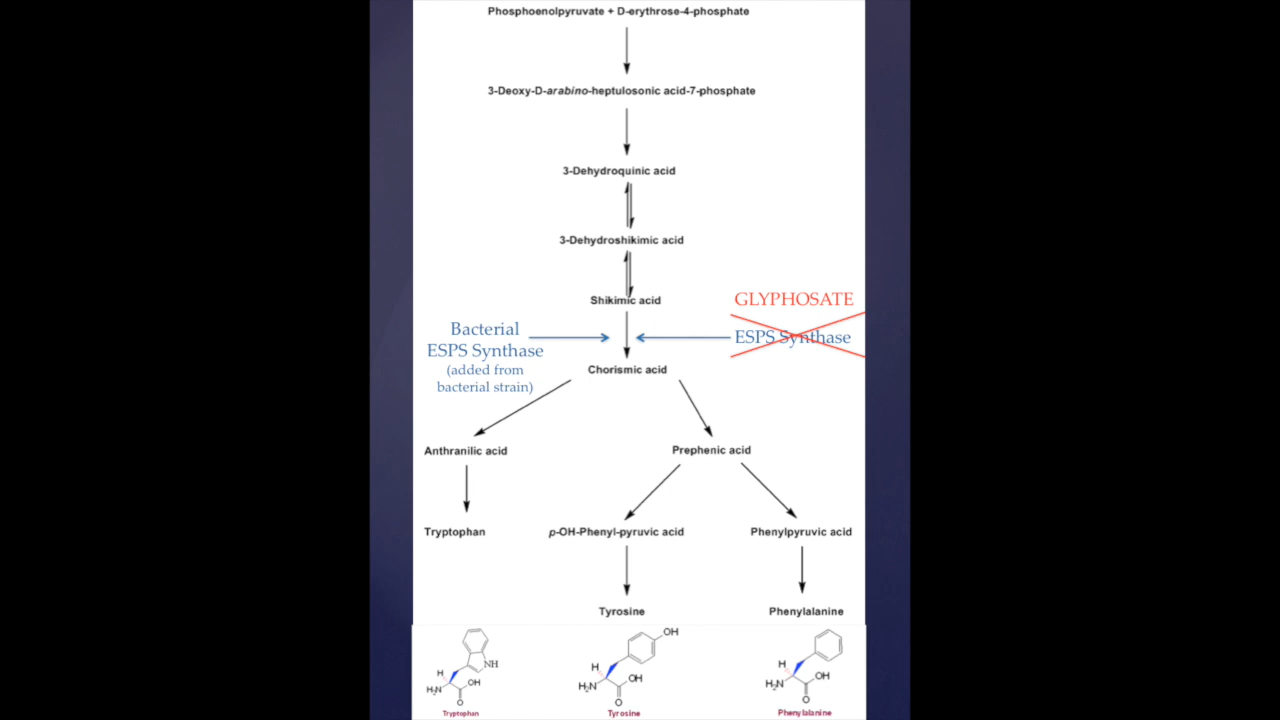 Phosphoenolpyruvate + D-erythrose-4-phosphate
3-Deoxy-D-arabino-heptulosonic acid-7-phosphate
3-Dehydroquinic acid
3-Dehydroshikimic acid
Shikimic acid
GLYPHOSATE
Bacterial
ESPS Synthase
(added from
bacterial strain)
ESPS Synthase
Chorismic acid
Anthranilic acid
Prephenic acid
Tryptophan
p-OH-Phenyl-pyruvic acid
Phenylpyruvic acid
Tyrosine
Phenylalanine
NH
H
H₂N
OH
O
Tryptophan
OH
H
H₂N
OH
O
Tyrosine
H
H₂N
OH
O
Phenylalanine